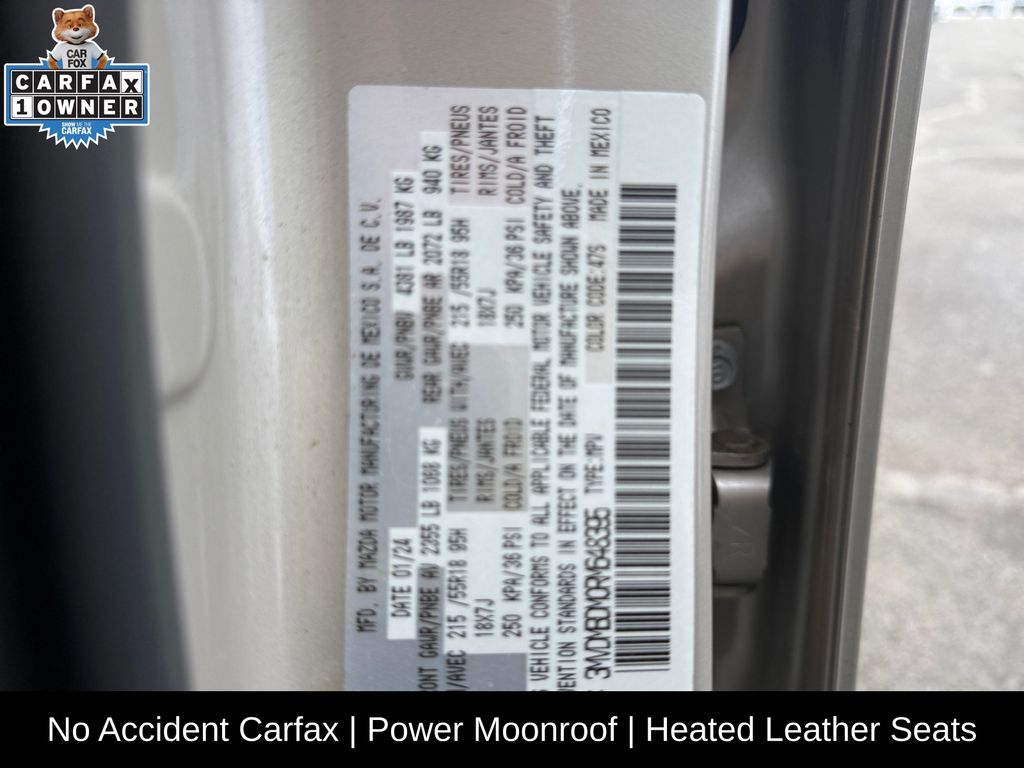 CAR
FOX
CARFAX
1 OWNER
SHOW ME THE
CARFAX
MFD. BY MAZDA MOTOR MANUFACTURING DE MEXICO S.A. DE C.V.
DATE 01/24 GVWR/PNBV 4381 LB 1987 KG
ONT GAWR/PNBE AV 2355 LB 1068 KG REAR GAWR/PNBE AR 2072 LB 940 KG
/AVEC 215 /55R18 95H TIRES/PNEUS WITH/AVEC 215 /55R18 95H TIRES/PNEUS
18X7J RIMS/JANTES 18X7J RIMS/JANTES
250 KPA/36 PSI COLD/A FROID 250 KPA/36 PSI COLD/A FROID
S VEHICLE CONFORMS TO ALL APPLICABLE FEDERAL MOTOR VEHICLE SAFETY AND THEFT
VENTION STANDARDS IN EFFECT ON THE DATE OF MANUFACTURE SHOWN ABOVE.
TYPE:MPV COLOR CODE:47S MADE IN MEXICO
No Accident Carfax | Power Moonroof | Heated Leather Seats